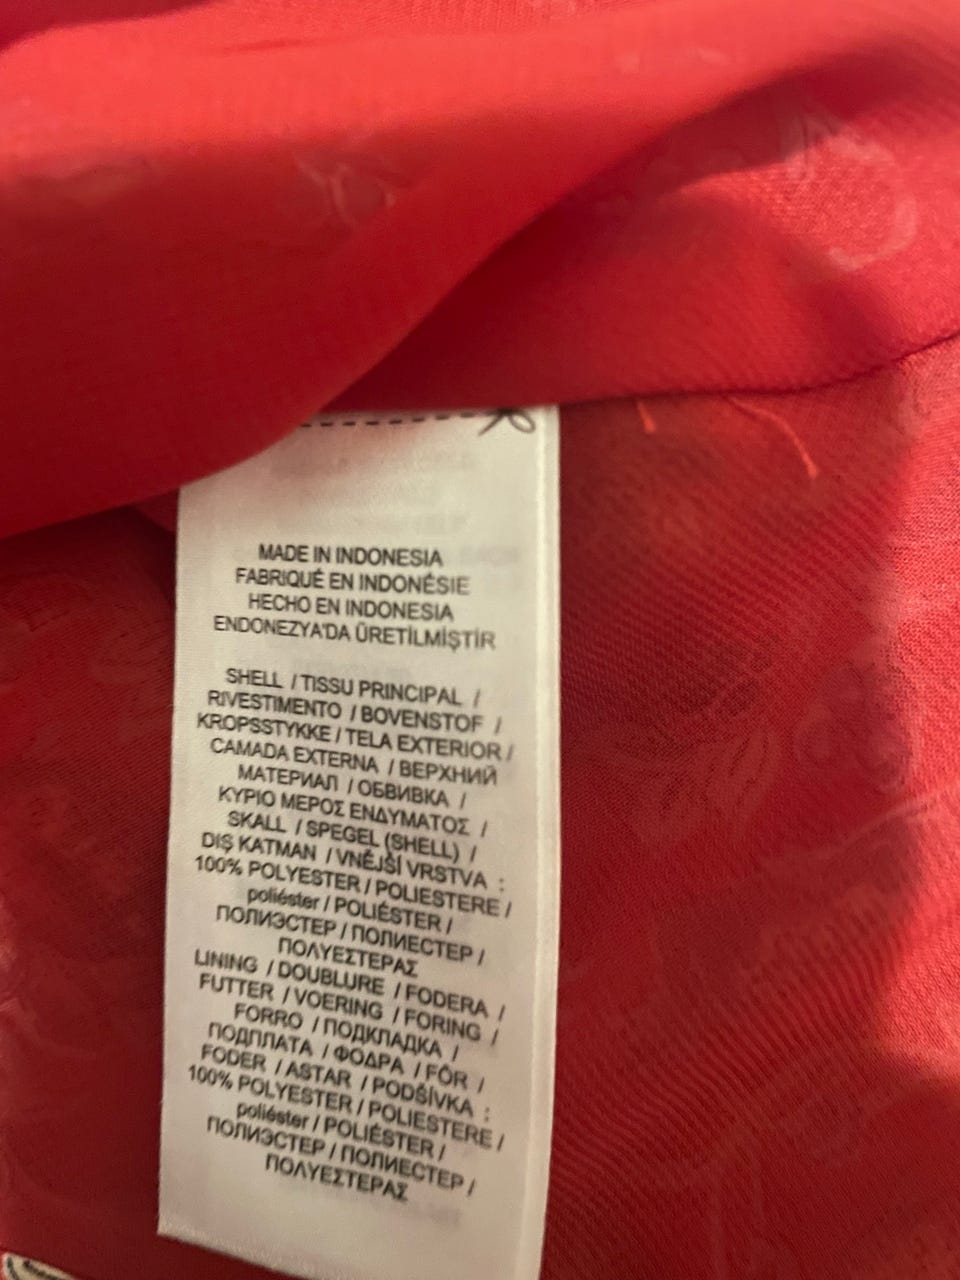 MADE IN INDONESIA
FABRIQUÉ EN INDONÉSIE
HECHO EN INDONESIA
ENDONEZYA'DA ÜRETİLMİŞTİR
SHELL / TISSU PRINCIPAL /
RIVESTIMENTO / BOVENSTOF /
KROPSSTYKKE / TELA EXTERIOR /
CAMADA EXTERNA / ВЕРХНИЙ
МАТЕРИАЛ / ОБВИВКА /
ΚΥΡΙΟ ΜΕΡΟΣ ΕΝΔΥΜΑΤΟΣ /
SKALL / SPEGEL (SHELL) /
DIŞ KATMAN / VNĚJŠÍ VRSTVA :
100% POLYESTER / POLIESTERE /
poliéster / POLIÉSTER /
ПОЛИЭСТЕР / ПОЛИЕСТЕР /
ΠΟΛΥΕΣΤΕΡΑΣ
LINING / DOUBLURE / FODERA /
FUTTER / VOERING / FORING /
FORRO / ПОДКЛАДКА /
ПОДПЛАТА / ΦΟΔΡΑ / FÔR /
FODER / ASTAR / PODŠÍVKA :
100% POLYESTER / POLIESTERE /
poliéster / POLIÉSTER /
ПОЛИЭСТЕР / ПОЛИЕСТЕР /
ΠΟΛΥΕΣΤΕΡΑΣ